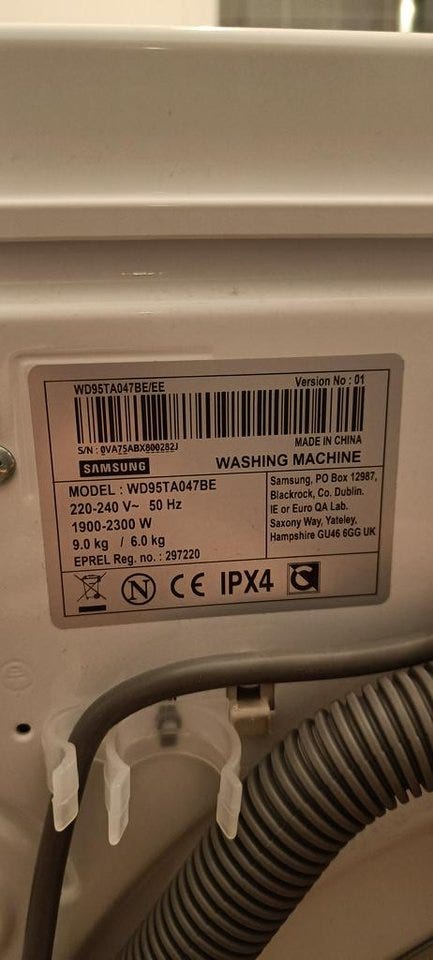 WD95TA047BE/EE
Version No : 01
S/N : 0VA75ABX800282J
MADE IN CHINA
SAMSUNG
WASHING MACHINE
MODEL : WD95TA047BE
220-240 V~ 50 Hz
1900-2300 W
9.0 kg / 6.0 kg
EPREL Reg. no. : 297220
Samsung, PO Box 12987,
Blackrock, Co. Dublin.
IE or Euro QA Lab.
Saxony Way, Yateley,
Hampshire GU46 6GG UK
N CE IPX4